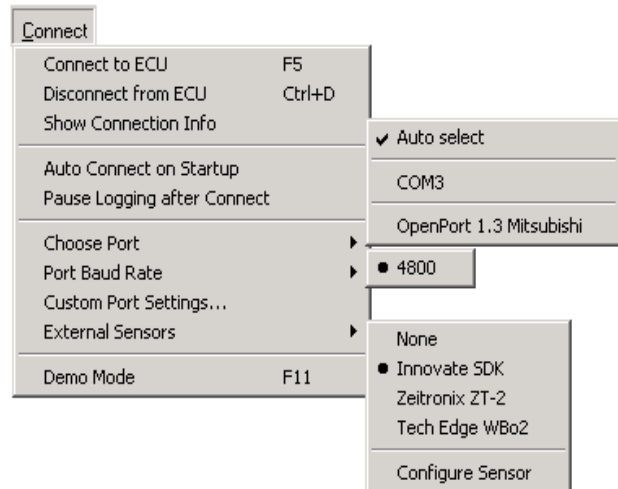 Connect
Connect to ECU F5
Disconnect from ECU Ctrl+D
Show Connection Info
Auto Connect on Startup
Pause Logging after Connect
Choose Port
Port Baud Rate
Custom Port Settings...
External Sensors
Demo Mode F11
Auto select
COM3
OpenPort 1.3 Mitsubishi
4800
None
Innovate SDK
Zeitronix ZT-2
Tech Edge WBo2
Configure Sensor